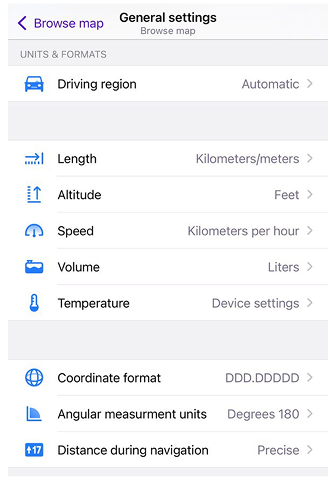 General settings
Browse map
Browse map
UNITS & FORMATS
Driving region Automatic
Length Kilometers/meters
Altitude Feet
Speed Kilometers per hour
Volume Liters
Temperature Device settings
Coordinate format DDD.DDDDD
Angular measurment units Degrees 180
17 Distance during navigation Precise